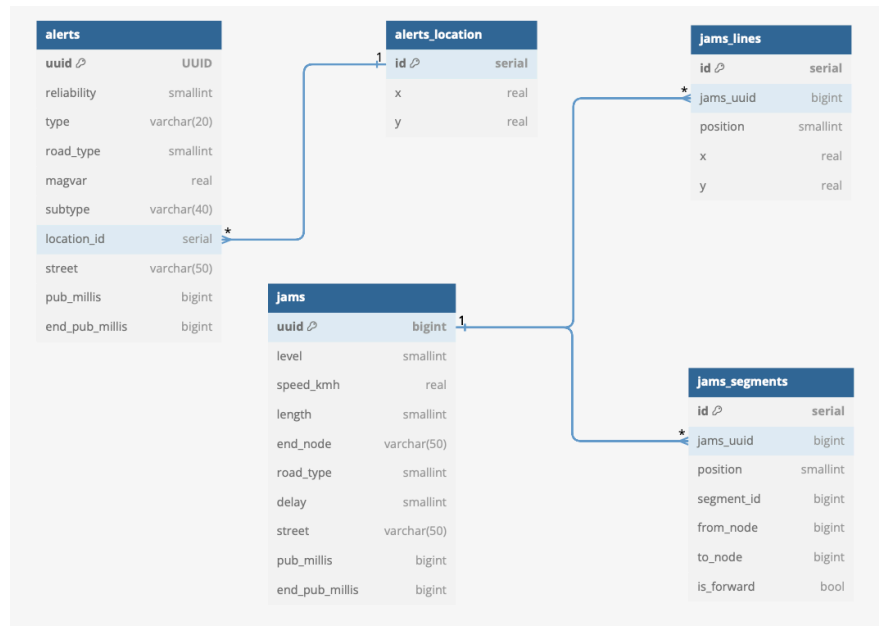 alerts
uuid UUID
reliability smallint
type varchar(20)
road_type smallint
magvar real
subtype varchar(40)
location_id serial
street varchar(50)
pub_millis bigint
end_pub_millis bigint
*
1
alerts_location
id serial
x real
y real
jams
uuid bigint
level smallint
speed_kmh real
length smallint
end_node varchar(50)
road_type smallint
delay smallint
street varchar(50)
pub_millis bigint
end_pub_millis bigint
1
*
jams_lines
id serial
jams_uuid bigint
position smallint
x real
y real
*
jams_segments
id serial
jams_uuid bigint
position smallint
segment_id bigint
from_node bigint
to_node bigint
is_forward bool